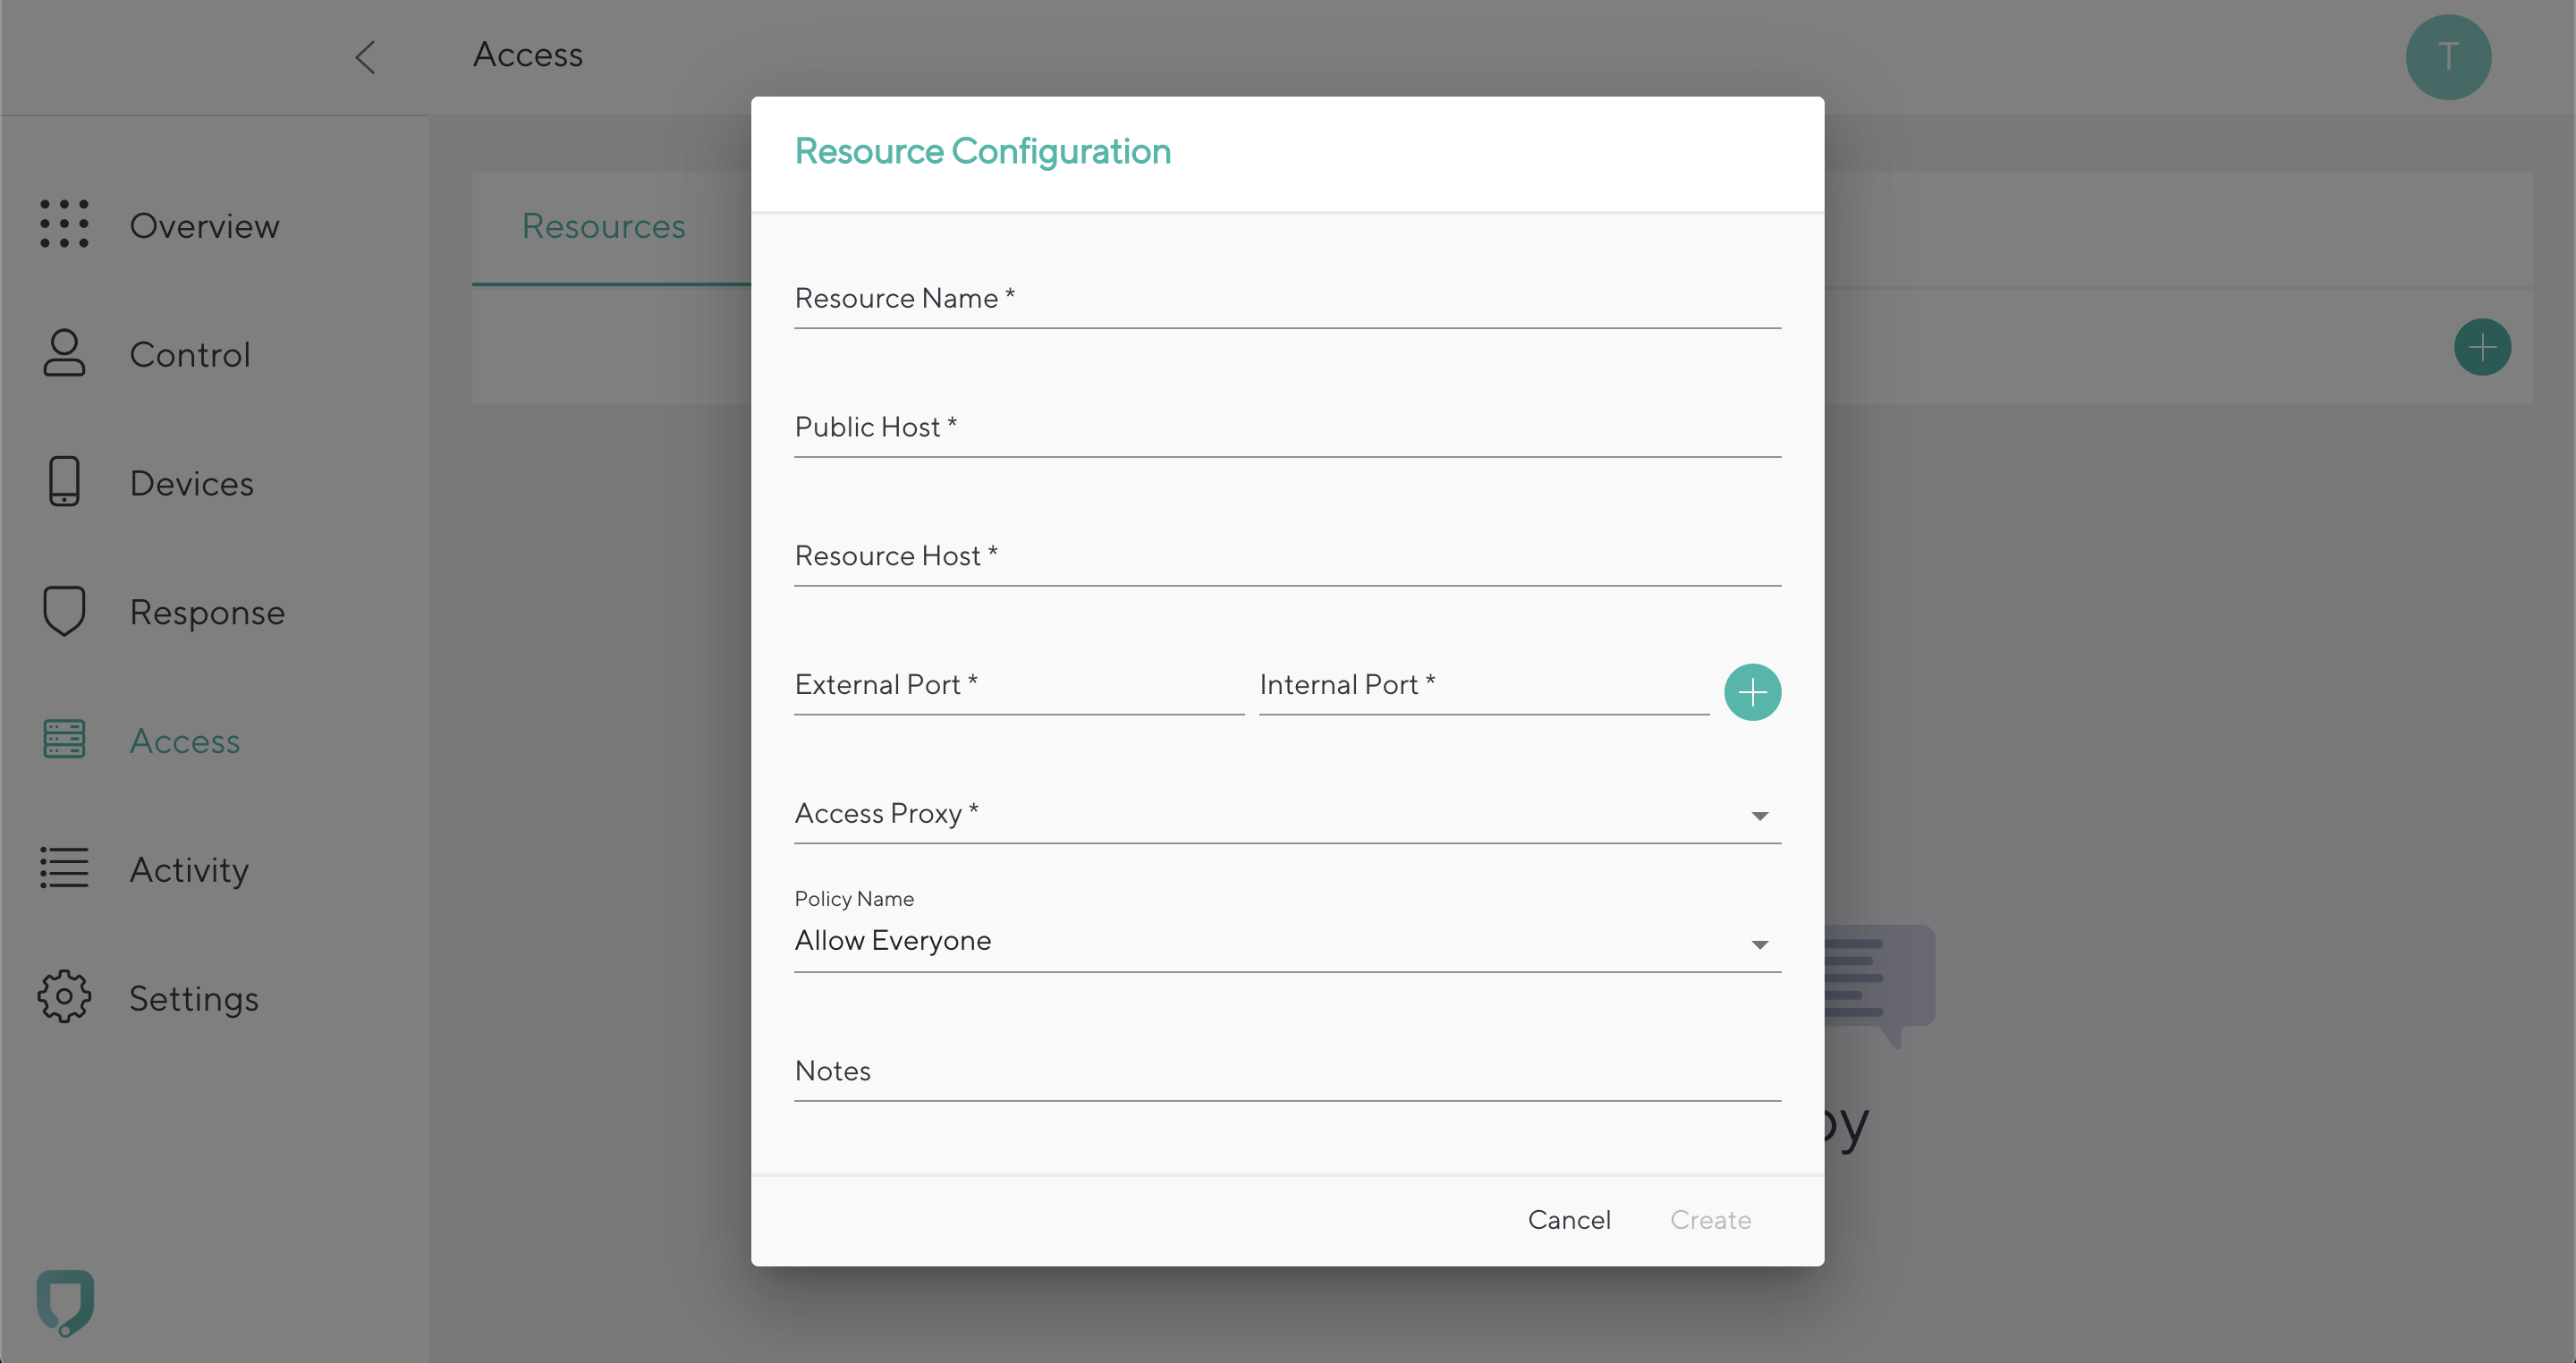 Access
T
Overview
Control
Devices
Response
Access
Activity
Settings
Resources
Resource Configuration
Resource Name *
Public Host *
Resource Host *
External Port * Internal Port *
Access Proxy *
Policy Name
Allow Everyone
Notes
Cancel Create